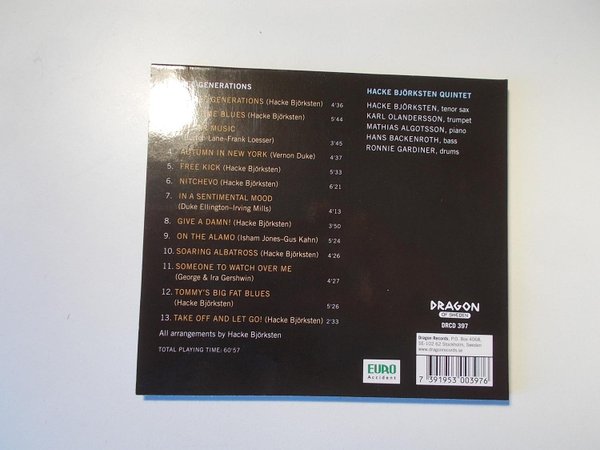 GENERATIONS
GENERATIONS (Hacke Björksten) 4'36
BLUES (Hacke Björksten) 5'44
MUSIC
Lane–Frank Loesser) 3'45
4. AUTUMN IN NEW YORK (Vernon Duke) 4'37
5. FREE KICK (Hacke Björksten) 5'33
6. NITCHEVO (Hacke Björksten) 6'21
7. IN A SENTIMENTAL MOOD
(Duke Ellington–Irving Mills) 4'13
8. GIVE A DAMN! (Hacke Björksten) 3'50
9. ON THE ALAMO (Isham Jones–Gus Kahn) 5'24
10. SOARING ALBATROSS (Hacke Björksten) 4'26
11. SOMEONE TO WATCH OVER ME
(George & Ira Gershwin) 4'27
12. TOMMY'S BIG FAT BLUES
(Hacke Björksten) 5'26
13. TAKE OFF AND LET GO! (Hacke Björksten) 2'33
All arrangements by Hacke Björksten
TOTAL PLAYING TIME: 60'57
HACKE BJÖRKSTEN QUINTET
HACKE BJÖRKSTEN, tenor sax
KARL OLANDERSSON, trumpet
MATHIAS ALGOTSSON, piano
HANS BACKENROTH, bass
RONNIE GARDINER, drums
DRAGON
OF SWEDEN
DRCD 397
Dragon Records, P.O. Box 4068,
SE-102 62 Stockholm, Sweden
www.dragonrecords.se
7 391953 003976
EURO
Accident